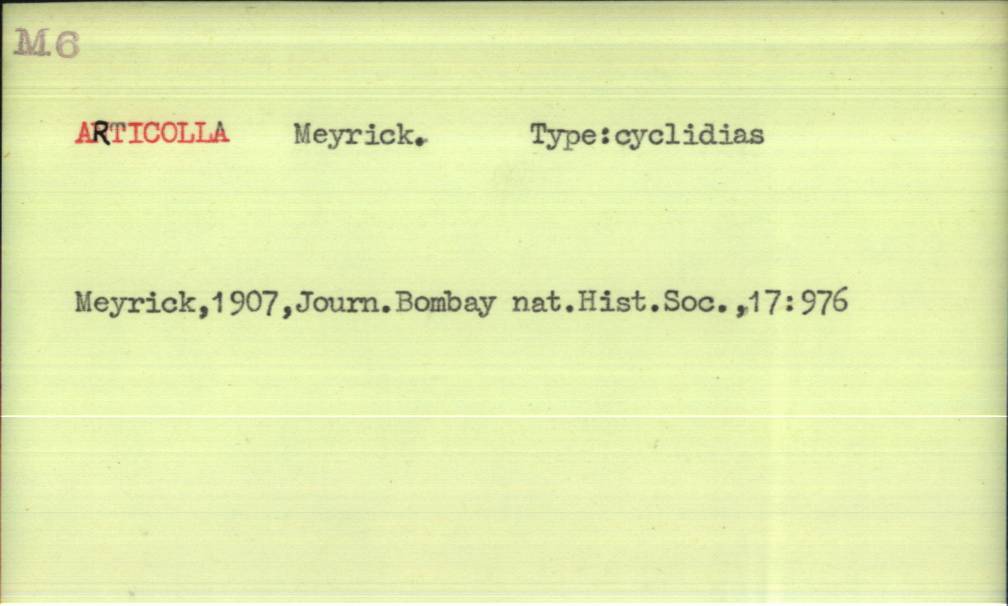 M6
ARTICOLLA Meyrick. Type:cyclidias
Meyrick,1907,Journ.Bombay nat.Hist.Soc.,17:976